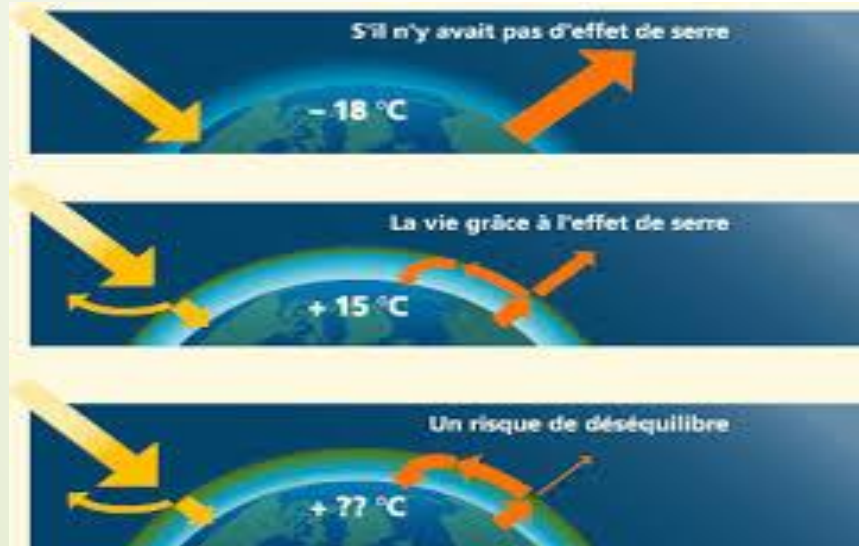 S'il n'y avait pas d'effet de serre
– 18 °C
La vie grâce à l'effet de serre
+ 15 °C
Un risque de déséquilibre
+ ?? °C